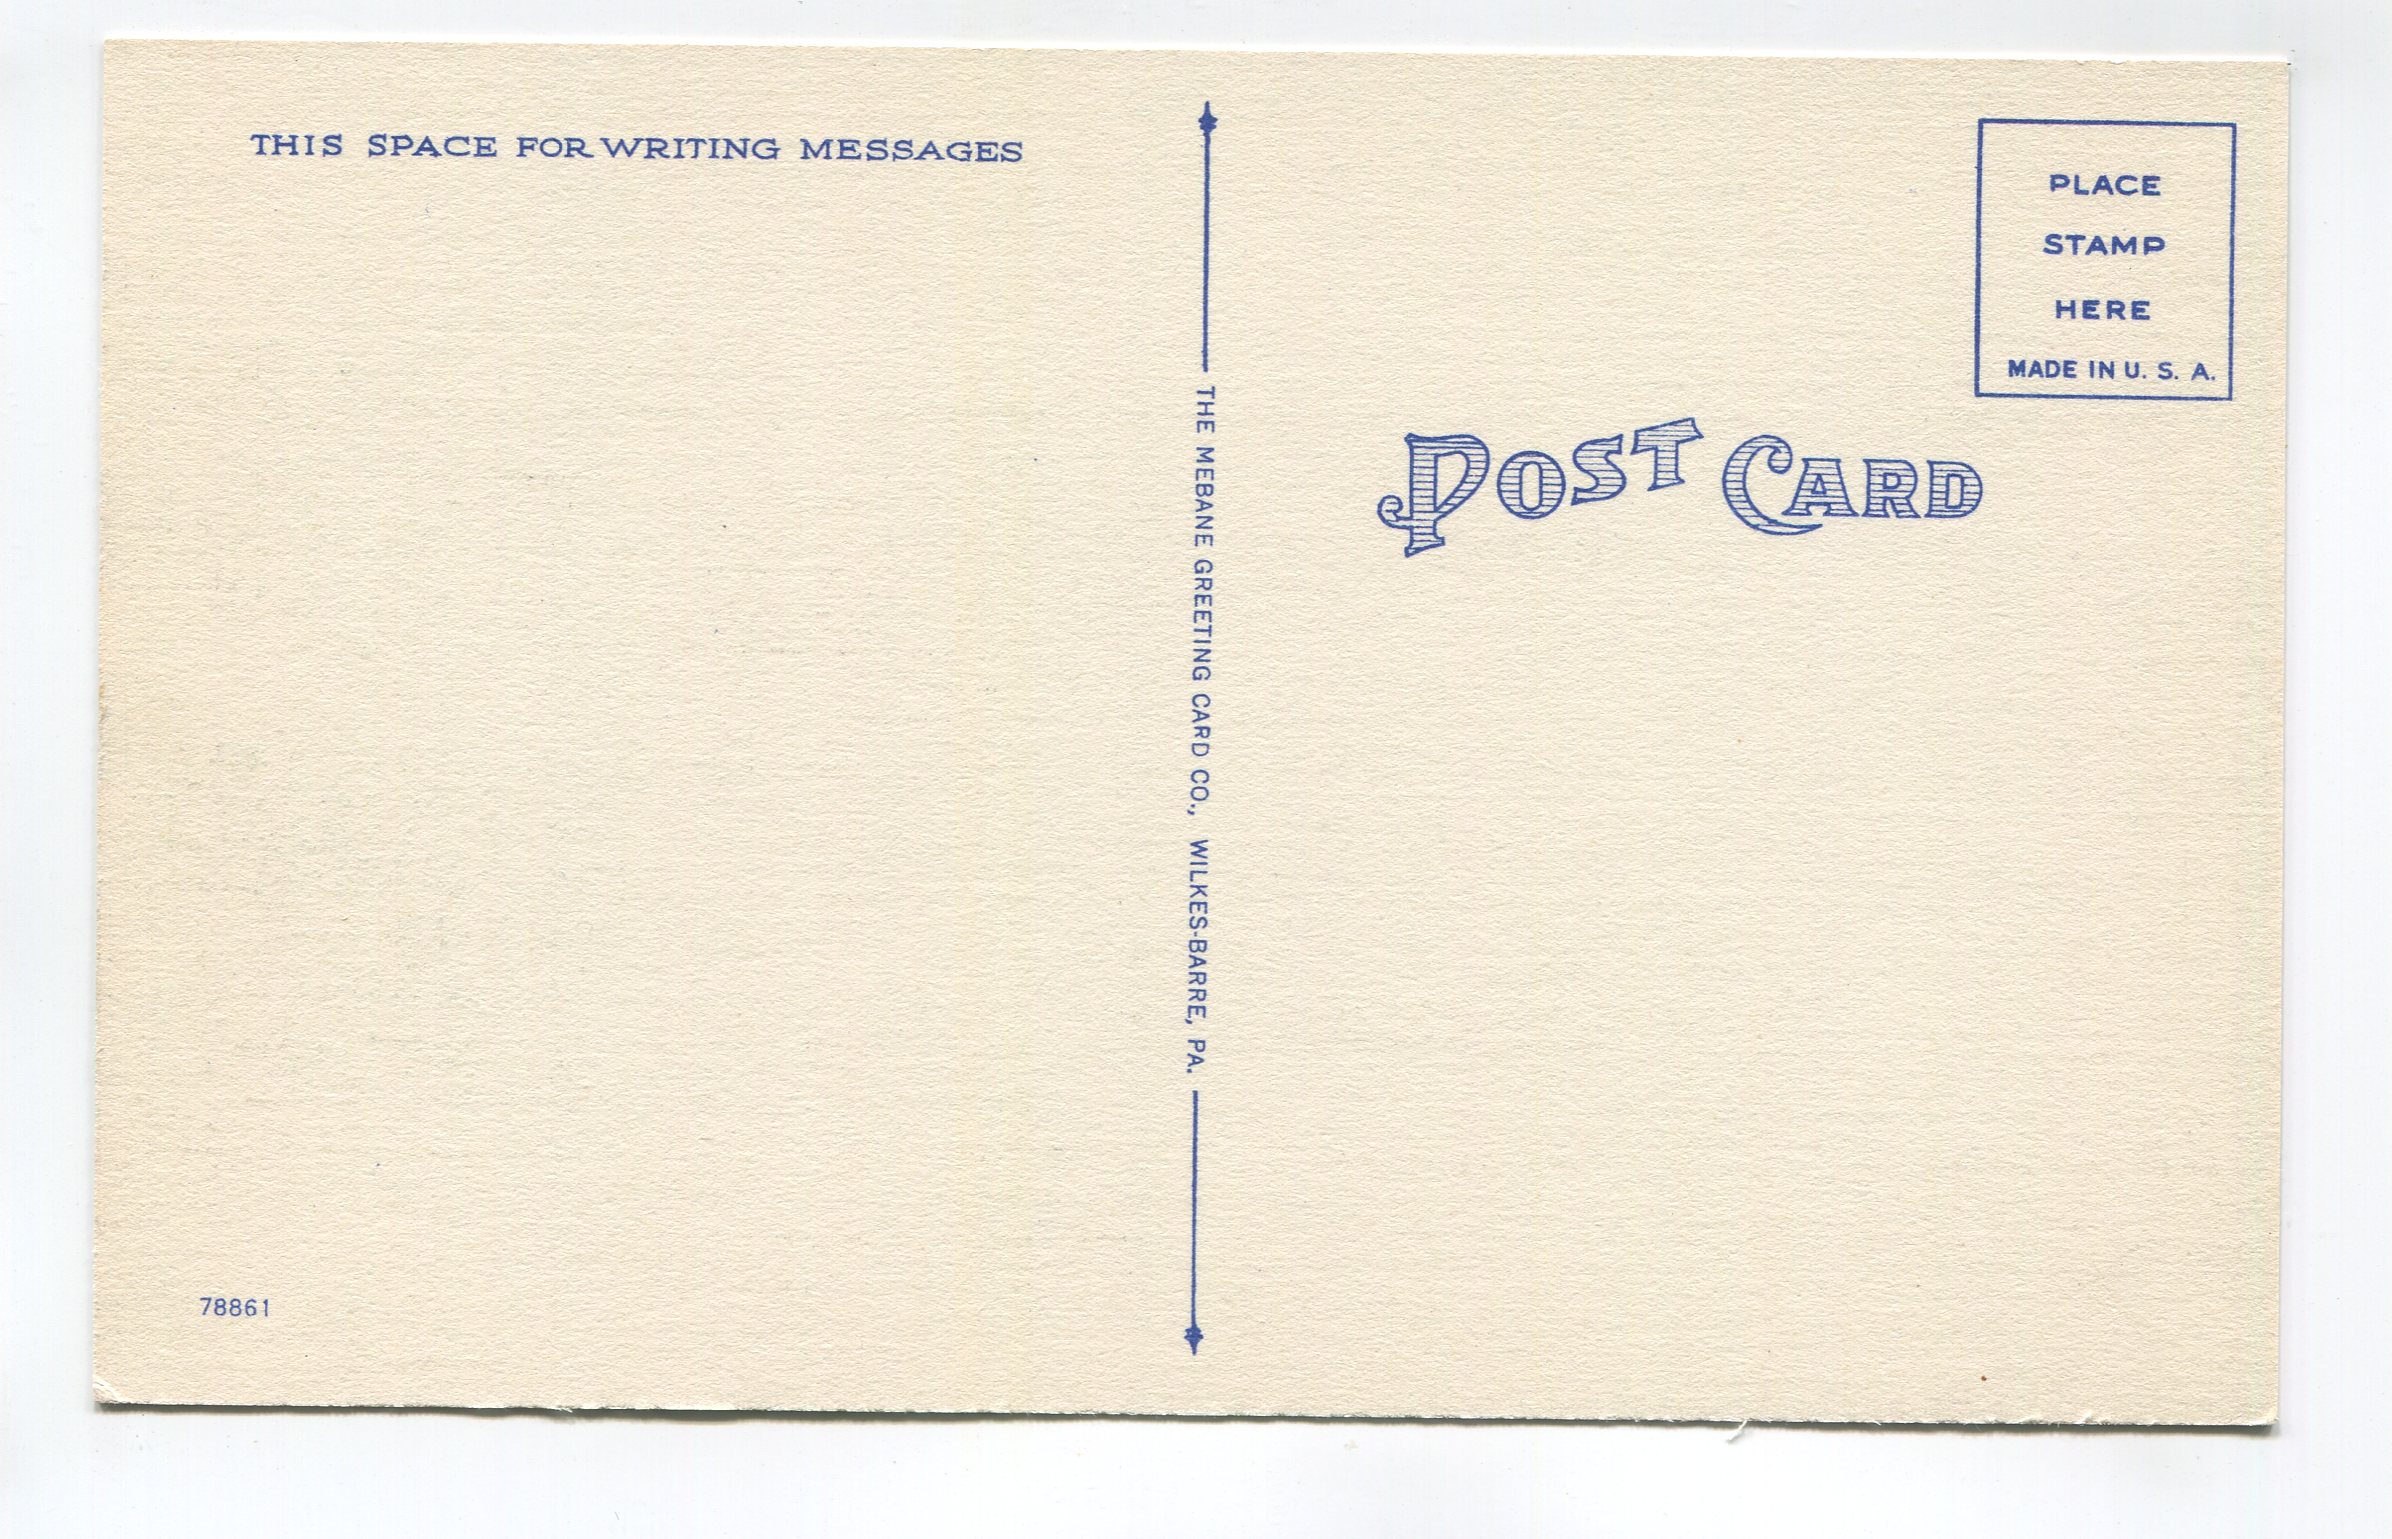 THIS SPACE FOR WRITING MESSAGES
78861
THE MEBANE GREETING CARD CO., WILKES-BARRE, PA.
PLACE
STAMP
HERE
MADE IN U. S. A.
POST CARD